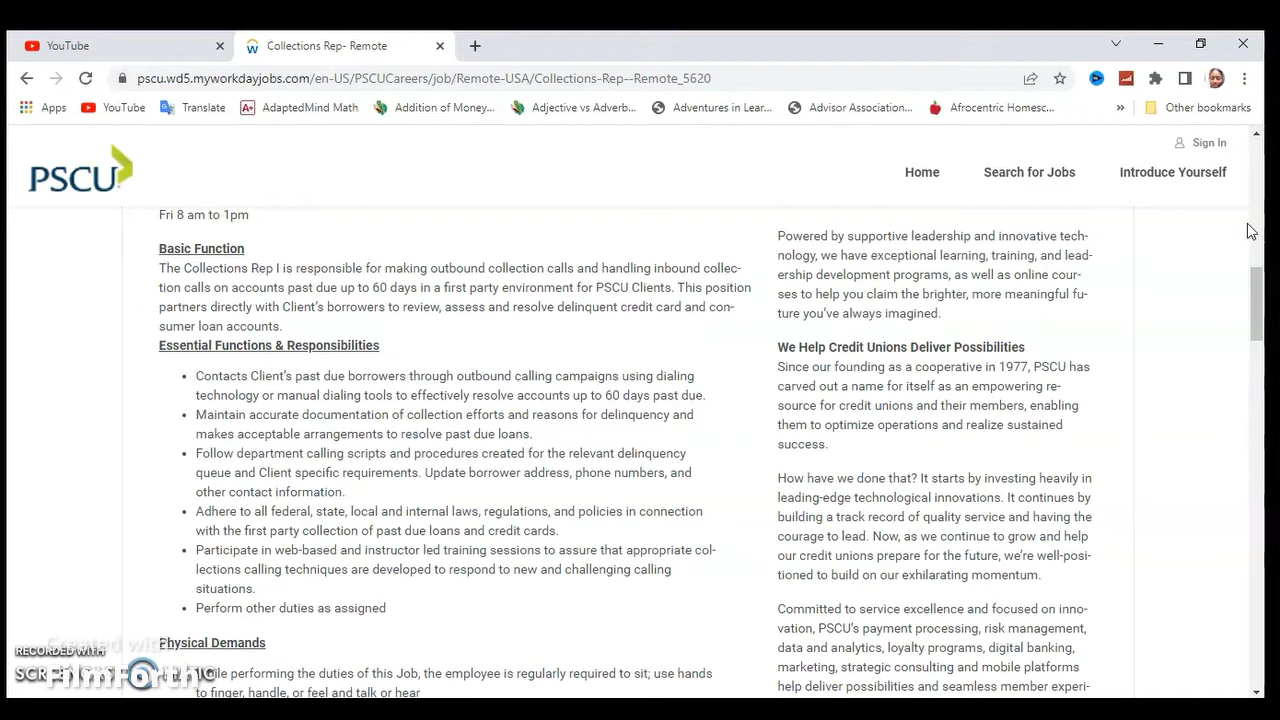 YouTube
Collections Rep- Remote
pscu.wd5.myworkdayjobs.com/en-US/PSCUCareers/job/Remote-USA/Collections-Rep--Remote_5620
Apps
YouTube
Translate
AdaptedMind Math
Addition of Money...
Adjective vs Adverb...
Adventures in Lear...
Advisor Association...
Afrocentric Homesc...
»
Other bookmarks
PSCU
Sign In
Home
Search for Jobs
Introduce Yourself
Fri 8 am to 1pm
Basic Function
The Collections Rep I is responsible for making outbound collection calls and handling inbound collec-
tion calls on accounts past due up to 60 days in a first party environment for PSCU Clients. This position
partners directly with Client's borrowers to review, assess and resolve delinquent credit card and con-
sumer loan accounts.
Essential Functions & Responsibilities
• Contacts Client's past due borrowers through outbound calling campaigns using dialing
technology or manual dialing tools to effectively resolve accounts up to 60 days past due.
• Maintain accurate documentation of collection efforts and reasons for delinquency and
makes acceptable arrangements to resolve past due loans.
• Follow department calling scripts and procedures created for the relevant delinquency
queue and Client specific requirements. Update borrower address, phone numbers, and
other contact information.
• Adhere to all federal, state, local and internal laws, regulations, and policies in connection
with the first party collection of past due loans and credit cards.
• Participate in web-based and instructor led training sessions to assure that appropriate col-
lections calling techniques are developed to respond to new and challenging calling
situations.
• Perform other duties as assigned
Physical Demands
ile performing the duties of this Job, the employee is regularly required to sit; use hands
to finger, handle, or feel and talk or hear
Powered by supportive leadership and innovative tech-
nology, we have exceptional learning, training, and lead-
ership development programs, as well as online cour-
ses to help you claim the brighter, more meaningful fu-
ture you've always imagined.
We Help Credit Unions Deliver Possibilities
Since our founding as a cooperative in 1977, PSCU has
carved out a name for itself as an empowering re-
source for credit unions and their members, enabling
them to optimize operations and realize sustained
success.
How have we done that? It starts by investing heavily in
leading-edge technological innovations. It continues by
building a track record of quality service and having the
courage to lead. Now, as we continue to grow and help
our credit unions prepare for the future, we're well-posi-
tioned to build on our exhilarating momentum.
Committed to service excellence and focused on inno-
vation, PSCU's payment processing, risk management,
data and analytics, loyalty programs, digital banking,
marketing, strategic consulting and mobile platforms
help deliver possibilities and seamless member experi-
Created with
RECORDED WITH
FilmForth